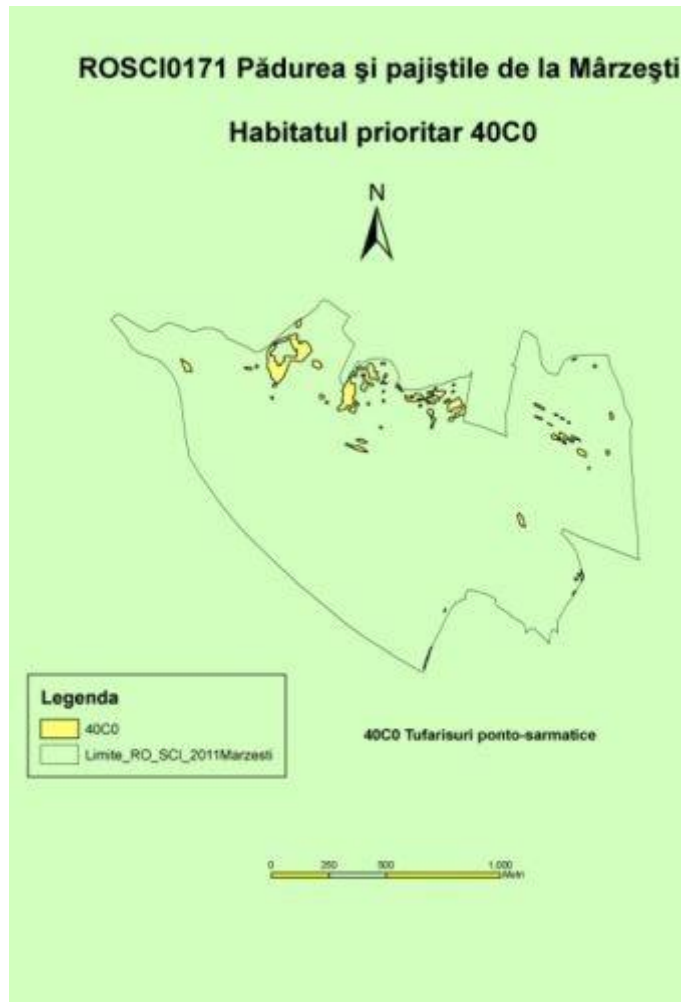 ROSCI0171 Pădurea şi pajiştile de la Mârzeşti
Habitatul prioritar 40C0
N
Legenda
40C0
Limite_RO_SCI_2011Marzesti
40C0 Tufarisuri ponto-sarmatice
0 250 500 1.000
Metri